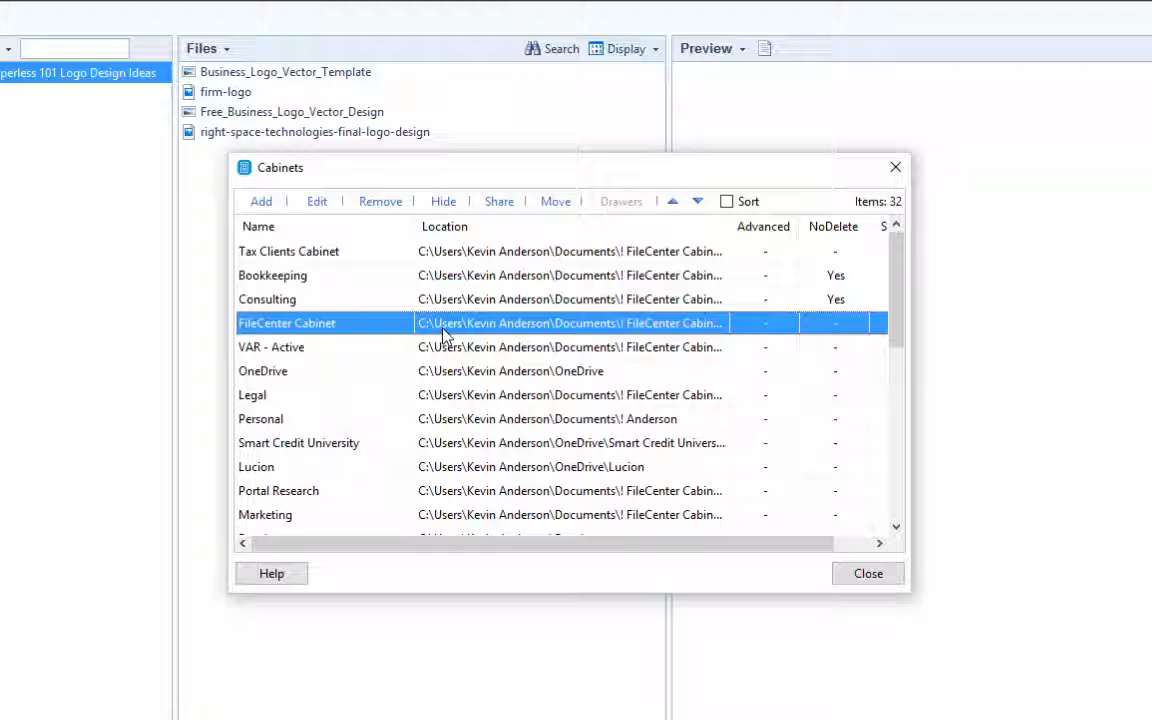 Files
Search
Display
Preview
perless 101 Logo Design Ideas
Business_Logo_Vector_Template
firm-logo
Free_Business_Logo_Vector_Design
right-space-technologies-final-logo-design
Cabinets
Add | Edit | Remove | Hide | Share | Move | Drawers | Sort Items: 32
Name Location Advanced NoDelete S
Tax Clients Cabinet C:\Users\Kevin Anderson\Documents\! FileCenter Cabin... - -
Bookkeeping C:\Users\Kevin Anderson\Documents\! FileCenter Cabin... - Yes
Consulting C:\Users\Kevin Anderson\Documents\! FileCenter Cabin... - Yes
FileCenter Cabinet C:\Users\Kevin Anderson\Documents\! FileCenter Cabin... - -
VAR - Active C:\Users\Kevin Anderson\Documents\! FileCenter Cabin... - -
OneDrive C:\Users\Kevin Anderson\OneDrive - -
Legal C:\Users\Kevin Anderson\Documents\! FileCenter Cabin... - -
Personal C:\Users\Kevin Anderson\Documents\! Anderson - -
Smart Credit University C:\Users\Kevin Anderson\OneDrive\Smart Credit Univers... - -
Lucion C:\Users\Kevin Anderson\OneDrive\Lucion - -
Portal Research C:\Users\Kevin Anderson\Documents\! FileCenter Cabin... - -
Marketing C:\Users\Kevin Anderson\Documents\! FileCenter Cabin... - -
Help
Close